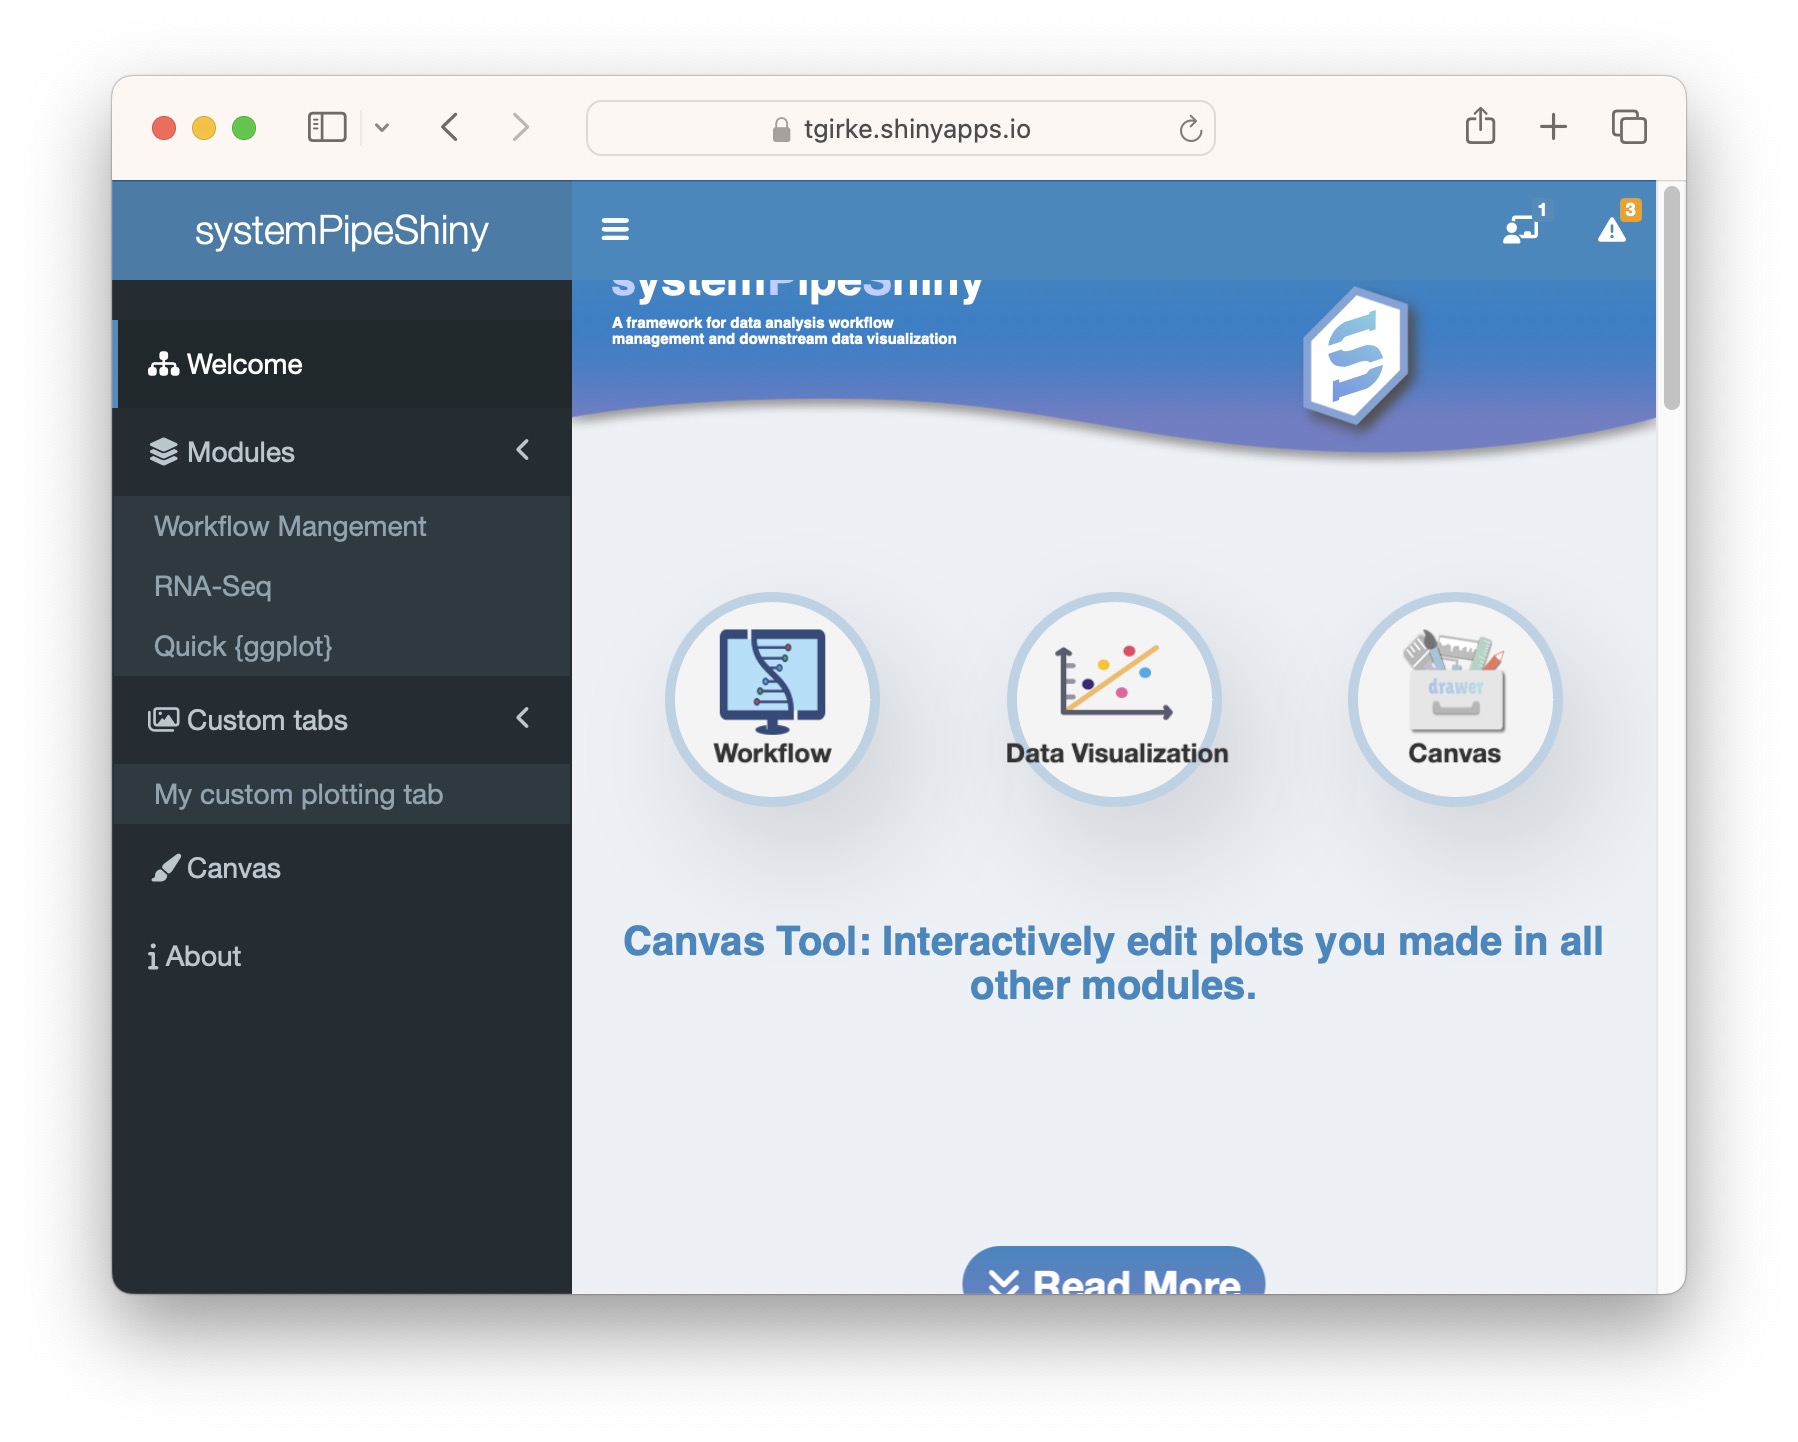 tgirke.shinyapps.io
systemPipeShiny
1
3
systemPipeShiny
A framework for data analysis workflow
management and downstream data visualization
Welcome
Modules
Workflow Mangement
RNA-Seq
Quick {ggplot}
Custom tabs
My custom plotting tab
Canvas
About
Workflow
Data Visualization
drawer
Canvas
Canvas Tool: Interactively edit plots you made in all
other modules.
Read More